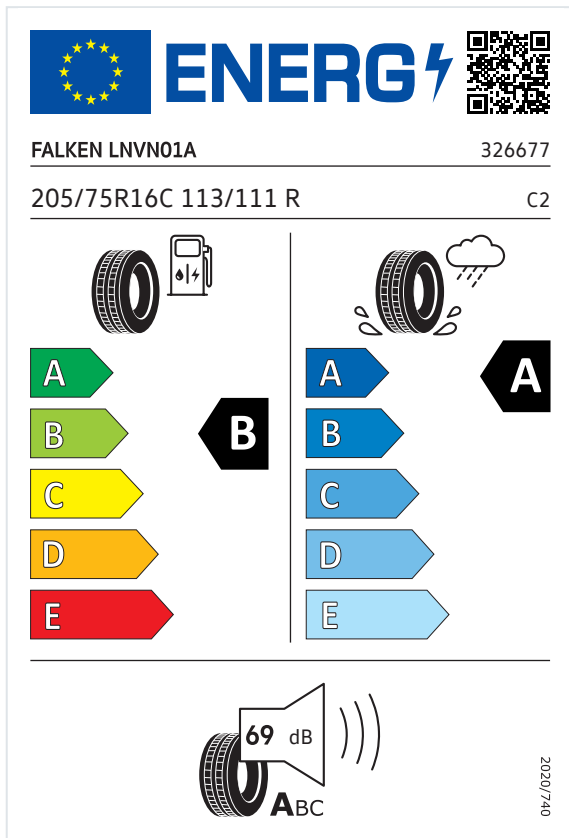 ENERG
FALKEN LNVN01A 326677
205/75R16C 113/111 R C2
A A A
B B B
C C
D D
E E
69 dB
ABC
2020/740